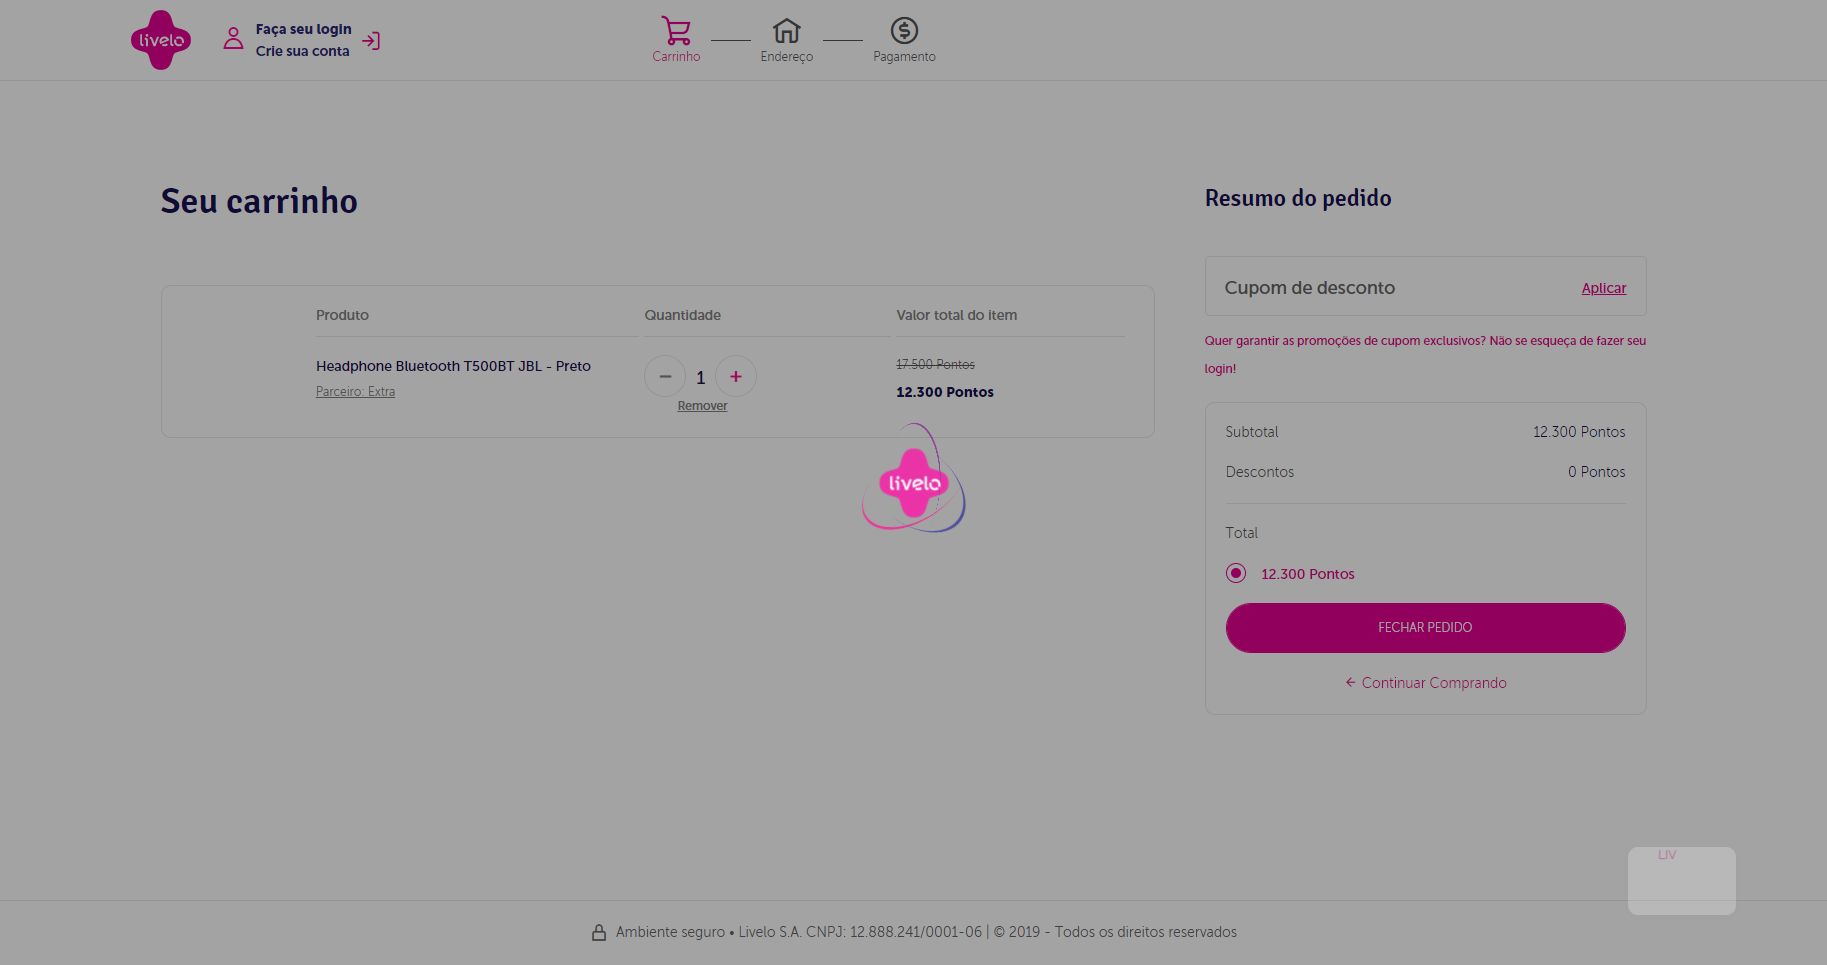 livelo
Faça seu login
Crie sua conta
Carrinho
Endereço
Pagamento
Seu carrinho
Produto
Quantidade
Valor total do item
Headphone Bluetooth T500BT JBL - Preto
Parceiro: Extra
1
Remover
17.500 Pontos
12.300 Pontos
livelo
Resumo do pedido
Cupom de desconto
Aplicar
Quer garantir as promoções de cupom exclusivos? Não se esqueça de fazer seu
login!
Subtotal
12.300 Pontos
Descontos
0 Pontos
Total
12.300 Pontos
FECHAR PEDIDO
Continuar Comprando
LIV
Ambiente seguro • Livelo S.A. CNPJ: 12.888.241/0001-06 | © 2019 - Todos os direitos reservados